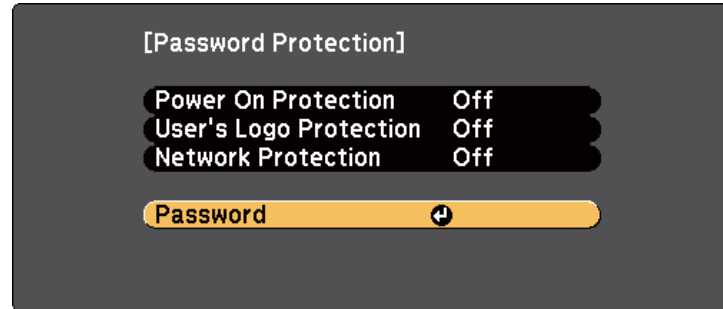 [Password Protection]
Power On Protection Off
User's Logo Protection Off
Network Protection Off
Password